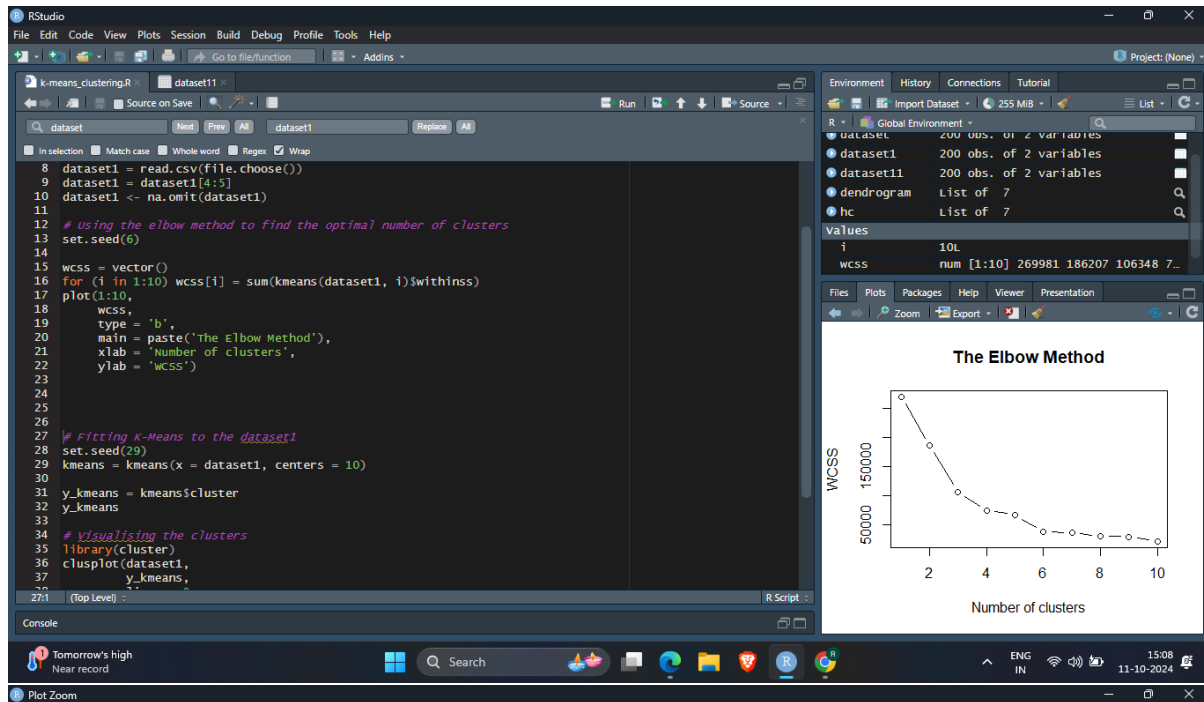 RStudio
File Edit Code View Plots Session Build Debug Profile Tools Help
Go to file/function
Addins
Project: (None)
k-means_clustering.R
dataset11
Source on Save
Run
Source
dataset
Next
Prev
All
dataset1
Replace
All
In selection
Match case
Whole word
Regex
Wrap
8 dataset1 = read.csv(file.choose())
9 dataset1 = dataset1[4:5]
10 dataset1 <- na.omit(dataset1)
11
12 # Using the elbow method to find the optimal number of clusters
13 set.seed(6)
14
15 wcss = vector()
16 for (i in 1:10) wcss[i] = sum(kmeans(dataset1, i)$withinss)
17 plot(1:10,
18 wcss,
19 type = 'b',
20 main = paste('The Elbow Method'),
21 xlab = 'Number of clusters',
22 ylab = 'WCSS')
23
24
25
26
27 # Fitting K-Means to the dataset1
28 set.seed(29)
29 kmeans = kmeans(x = dataset1, centers = 10)
30
31 y_kmeans = kmeans$cluster
32 y_kmeans
33
34 # Visualising the clusters
35 library(cluster)
36 clusplot(dataset1,
37 y_kmeans,
27:1 (Top Level)
R Script
Console
Environment History Connections Tutorial
Import Dataset
255 MiB
List
R
Global Environment
dataset 200 obs. of 2 variables
dataset1 200 obs. of 2 variables
dataset11 200 obs. of 2 variables
dendrogram List of 7
hc List of 7
Values
i 10L
wcss num [1:10] 269981 186207 106348 7…
Files Plots Packages Help Viewer Presentation
Zoom
Export
The Elbow Method
WCSS
50000
150000
2 4 6 8 10
Number of clusters
1
Tomorrow's high
Near record
Search
ENG
IN
15:08
11-10-2024
Plot Zoom